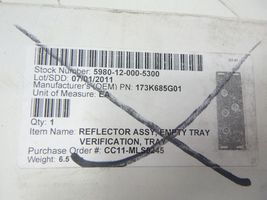 Stock Number: 5980-12-000-5300
Lot/SDD: 07/01/2011
Manufacturer's (OEM) PN: 173K685G01
Unit of Measure: EA
Qty: 1
Item Name: REFLECTOR ASSY, EMPTY TRAY
VERIFICATION, TRAY
Purchase Order #: CC11-MLS0245
Weight: 6.5